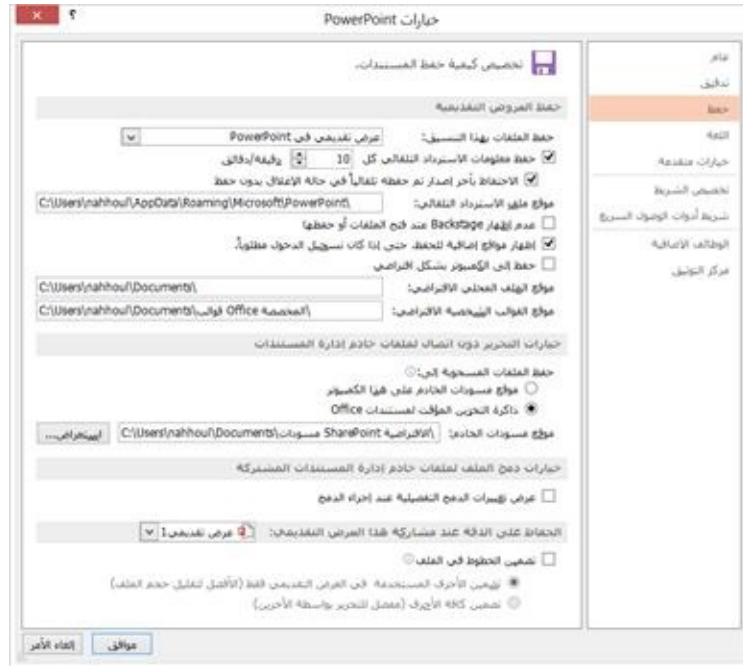 خيارات PowerPoint
؟
عام
تدقيق
حفظ
اللغة
خيارات متقدمة
تخصيص الشريط
شريط أدوات الوصول السريع
الوظائف الإضافية
مركز التوثيق
تخصيص كيفية حفظ المستندات.
حفظ العروض التقديمية
حفظ الملفات بهذا التنسيق: عرض تقديمي في PowerPoint
حفظ معلومات الاسترداد التلقائي كل 10 دقيقة/دقائق
الاحتفاظ بآخر إصدار تم حفظه تلقائياً في حالة الإغلاق بدون حفظ
موقع ملف الاسترداد التلقائي: C:\Users\nahhoul\AppData\Roaming\Microsoft\PowerPoint\
عدم إظهار Backstage عند فتح الملفات أو حفظها
إظهار مواقع إضافية للحفظ، حتى إذا كان تسجيل الدخول مطلوباً.
حفظ إلى الكمبيوتر بشكل افتراضي
موقع الملف المحلي الافتراضي: C:\Users\nahhoul\Documents\
موقع القوالب الشخصية الافتراضي: C:\Users\nahhoul\Documents\قوالب Office المخصصة\
خيارات التحرير دون اتصال لملفات خادم إدارة المستندات
حفظ الملفات المسحوبة إلى:
موقع مسودات الخادم على هذا الكمبيوتر
ذاكرة التخزين المؤقت لمستندات Office
موقع مسودات الخادم: C:\Users\nahhoul\Documents\مسودات SharePoint الافتراضية\ استعراض...
خيارات دمج الملف لملفات خادم إدارة المستندات المشتركة
عرض تغييرات الدمج التفصيلية عند إجراء الدمج
الحفاظ على الدقة عند مشاركة هذا العرض التقديمي: عرض تقديمي1
تضمين الخطوط في الملف
تضمين الأحرف المستخدمة في العرض التقديمي فقط (الأفضل لتقليل حجم الملف)
تضمين كافة الأحرف (مفضل للتحرير بواسطة الآخرين)
موافق
إلغاء الأمر